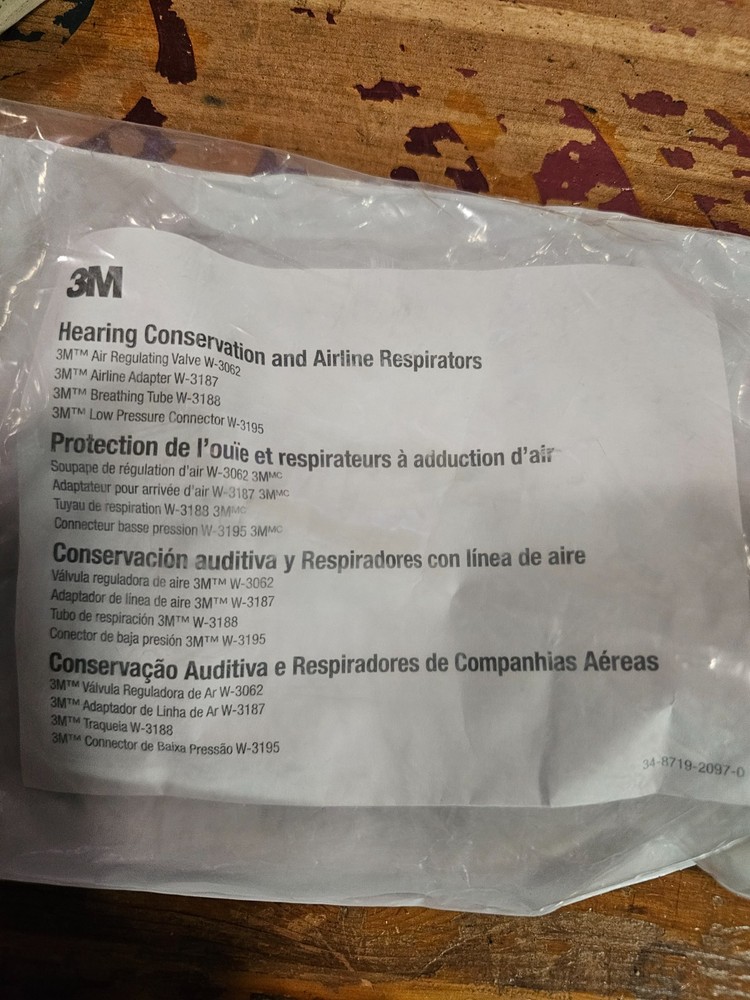 3M
Hearing Conservation and Airline Respirators
3M™ Air Regulating Valve W-3062
3M™ Airline Adapter W-3187
3M™ Breathing Tube W-3188
3M™ Low Pressure Connector W-3195
Protection de l'ouïe et respirateurs à adduction d'air
Soupape de régulation d'air W-3062 3Mᴹᶜ
Adaptateur pour arrivée d'air W-3187 3Mᴹᶜ
Tuyau de respiration W-3188 3Mᴹᶜ
Connecteur basse pression W-3195 3Mᴹᶜ
Conservación auditiva y Respiradores con línea de aire
Válvula reguladora de aire 3M™ W-3062
Adaptador de línea de aire 3M™ W-3187
Tubo de respiración 3M™ W-3188
Conector de baja presión 3M™ W-3195
Conservação Auditiva e Respiradores de Companhias Aéreas
3M™ Válvula Reguladora de Ar W-3062
3M™ Adaptador de Linha de Ar W-3187
3M™ Traqueia W-3188
3M™ Connector de Baixa Pressão W-3195
34-8719-2097-0